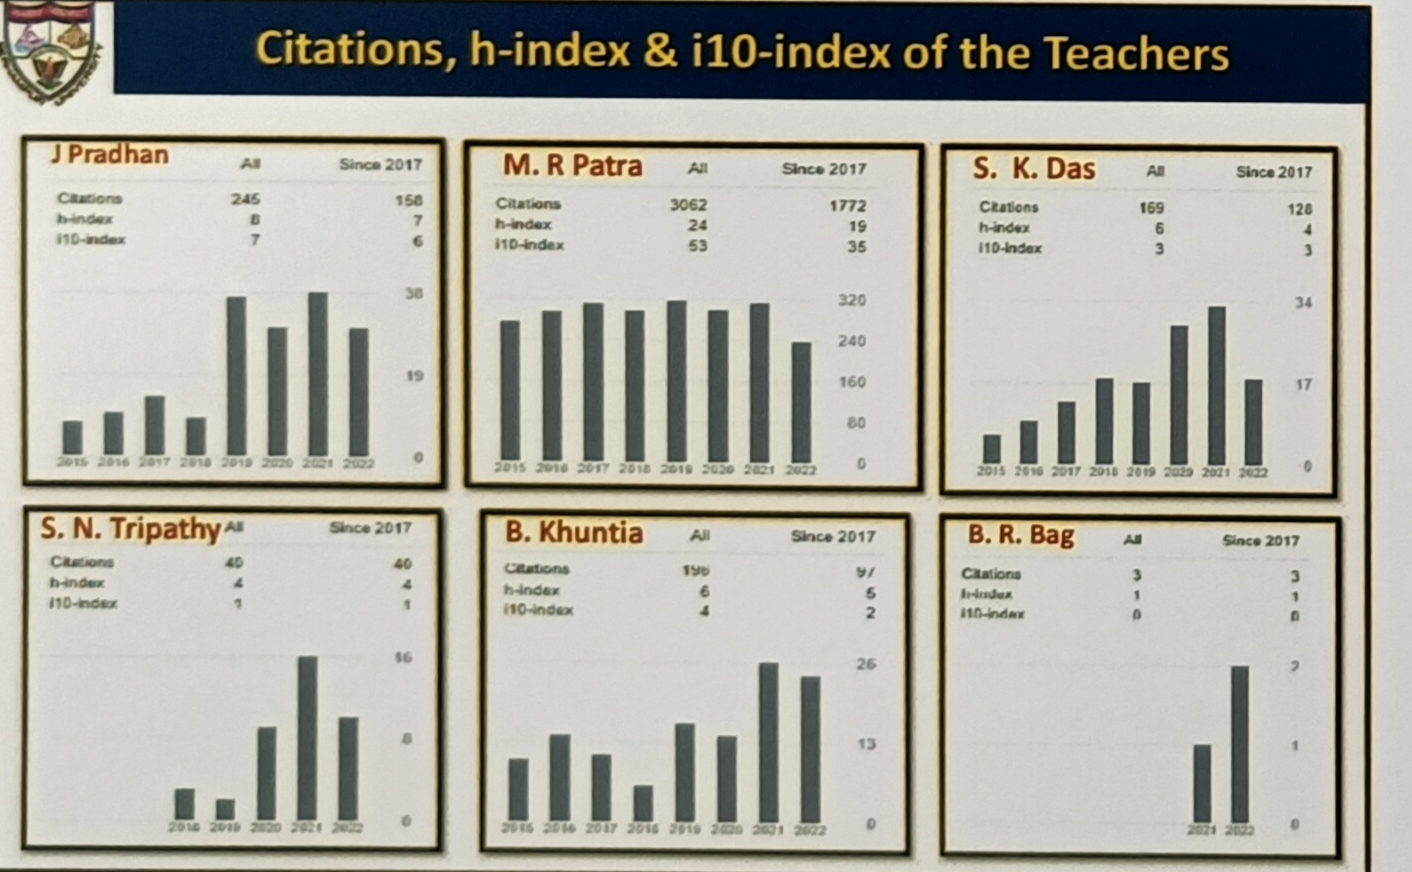 Citations, h-index & i10-index of the Teachers
J Pradhan All Since 2017
Citations 245 158
h-index 8 7
i10-index 7 6
38
19
0
2015 2016 2017 2018 2019 2020 2021 2022
M. R Patra All Since 2017
Citations 3062 1772
h-index 24 19
i10-index 53 35
320
240
160
80
0
2015 2016 2017 2018 2019 2020 2021 2022
S. K. Das All Since 2017
Citations 169 128
h-index 6 4
i10-index 3 3
34
17
0
2015 2016 2017 2018 2019 2020 2021 2022
S. N. Tripathy All Since 2017
Citations 40 40
h-index 4 4
i10-index 1 1
16
8
0
2018 2019 2020 2021 2022
B. Khuntia All Since 2017
Citations 196 97
h-index 6 5
i10-index 4 2
26
13
0
2015 2016 2017 2018 2019 2020 2021 2022
B. R. Bag All Since 2017
Citations 3 3
h-index 1 1
i10-index 0 0
2
1
0
2021 2022